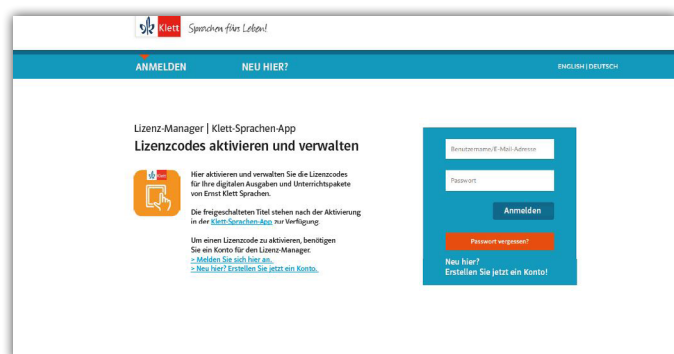 Klett Sprachen fürs Leben!
ANMELDEN NEU HIER? ENGLISH | DEUTSCH
Lizenz-Manager | Klett-Sprachen-App
Lizenzcodes aktivieren und verwalten
Klett
Hier aktivieren und verwalten Sie die Lizenzcodes
für Ihre digitalen Ausgaben und Unterrichtspakete
von Ernst Klett Sprachen.
Die freigeschalteten Titel stehen nach der Aktivierung
in der Klett-Sprachen-App zur Verfügung.
Um einen Lizenzcode zu aktivieren, benötigen
Sie ein Konto für den Lizenz-Manager.
> Melden Sie sich hier an.
> Neu hier? Erstellen Sie jetzt ein Konto.
Benutzername/E-Mail-Adresse
Passwort
Anmelden
Passwort vergessen?
Neu hier?
Erstellen Sie jetzt ein Konto!